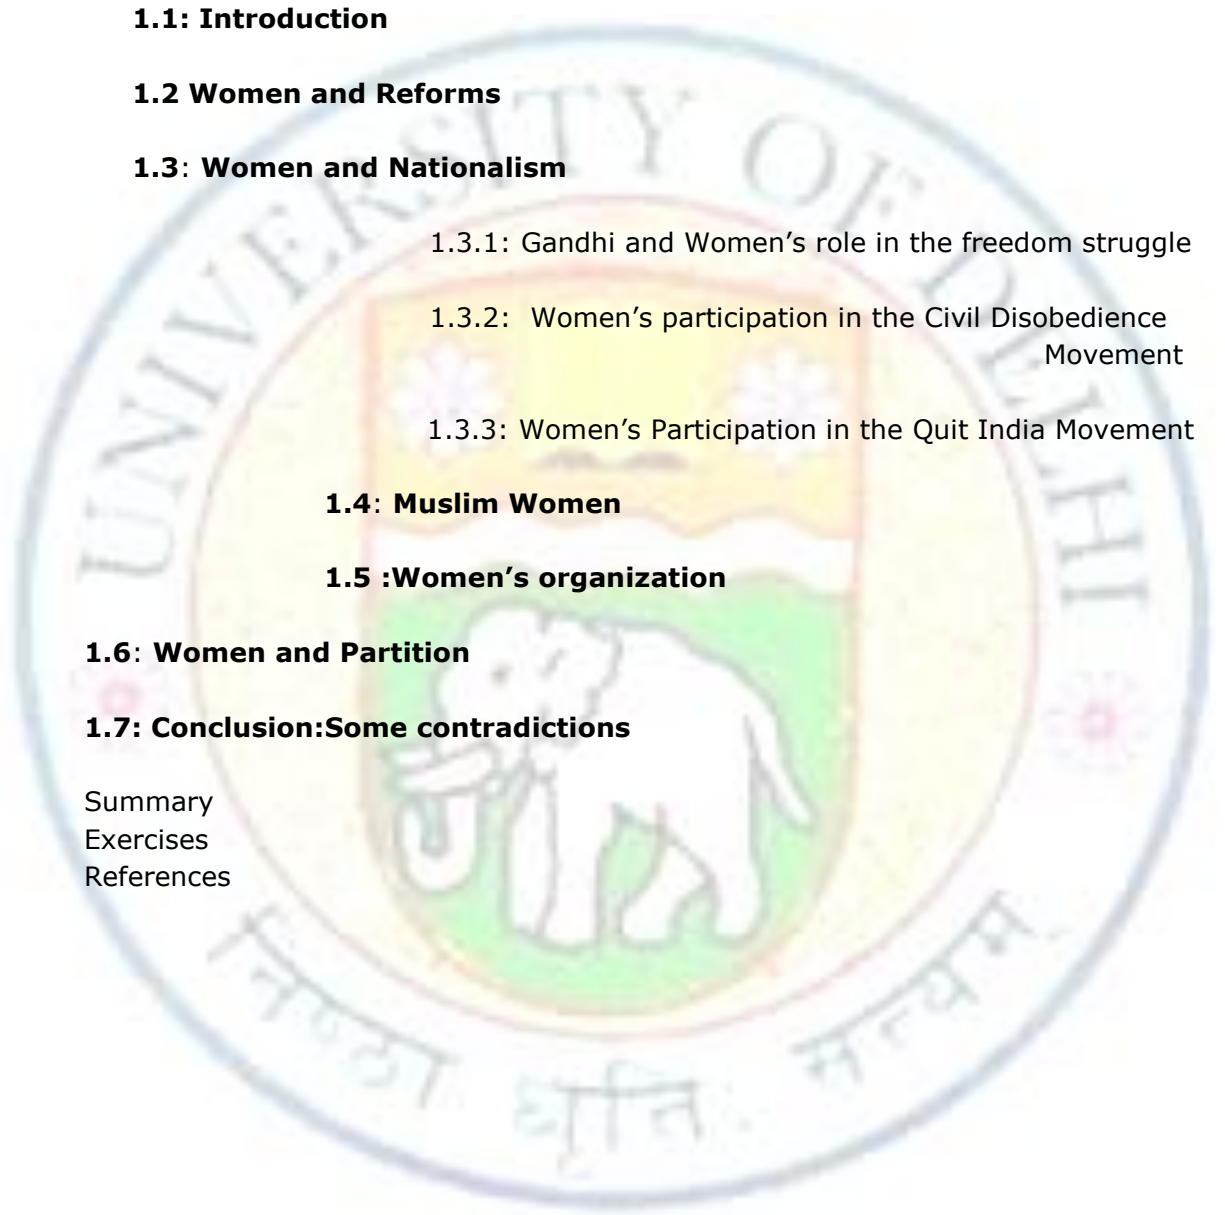 1.1: Introduction
1.2 Women and Reforms
1.3: Women and Nationalism
1.3.1: Gandhi and Women's role in the freedom struggle
1.3.2: Women's participation in the Civil Disobedience
Movement
1.3.3: Women's Participation in the Quit India Movement
1.4: Muslim Women
1.5 :Women's organization
1.6: Women and Partition
1.7: Conclusion:Some contradictions
Summary
Exercises
References
UNIVERSITY OF DELHI